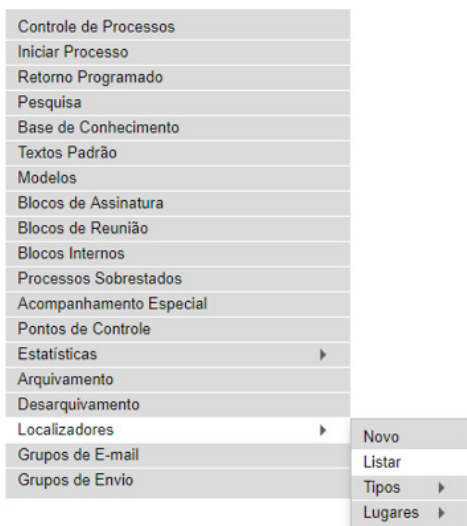 Controle de Processos
Iniciar Processo
Retorno Programado
Pesquisa
Base de Conhecimento
Textos Padrão
Modelos
Blocos de Assinatura
Blocos de Reunião
Blocos Internos
Processos Sobrestados
Acompanhamento Especial
Pontos de Controle
Estatísticas
Arquivamento
Desarquivamento
Localizadores
Grupos de E-mail
Grupos de Envio
Novo
Listar
Tipos
Lugares